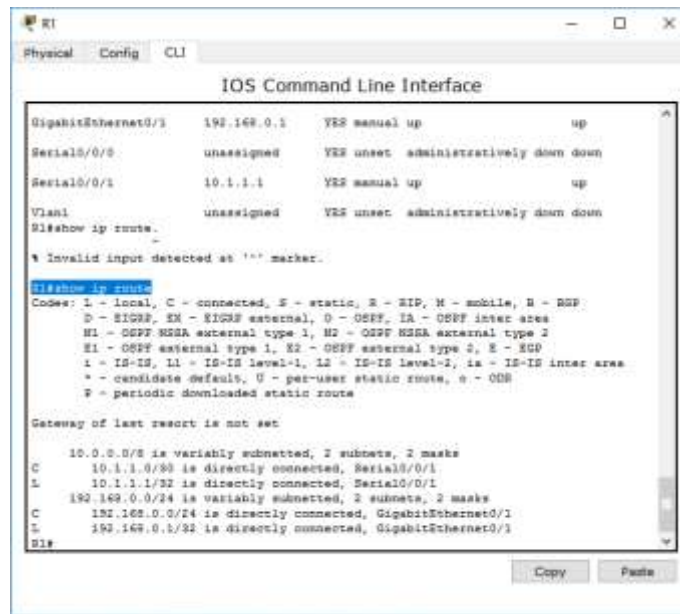 R1
Physical Config CLI
IOS Command Line Interface
GigabitEthernet0/1 192.168.0.1 YES manual up up
Serial0/0/0 unassigned YES unset administratively down down
Serial0/0/1 10.1.1.1 YES manual up up
Vlan1 unassigned YES unset administratively down down
R1#show ip route.
^
% Invalid input detected at '^' marker.
R1#show ip route
Codes: L - local, C - connected, S - static, R - RIP, M - mobile, B - BGP
D - EIGRP, EX - EIGRP external, O - OSPF, IA - OSPF inter area
N1 - OSPF NSSA external type 1, N2 - OSPF NSSA external type 2
E1 - OSPF external type 1, E2 - OSPF external type 2, E - EGP
i - IS-IS, L1 - IS-IS level-1, L2 - IS-IS level-2, ia - IS-IS inter area
* - candidate default, U - per-user static route, o - ODR
P - periodic downloaded static route
Gateway of last resort is not set
10.0.0.0/8 is variably subnetted, 2 subnets, 2 masks
C 10.1.1.0/30 is directly connected, Serial0/0/1
L 10.1.1.1/32 is directly connected, Serial0/0/1
192.168.0.0/24 is variably subnetted, 2 subnets, 2 masks
C 192.168.0.0/24 is directly connected, GigabitEthernet0/1
L 192.168.0.1/32 is directly connected, GigabitEthernet0/1
R1#
Copy Paste